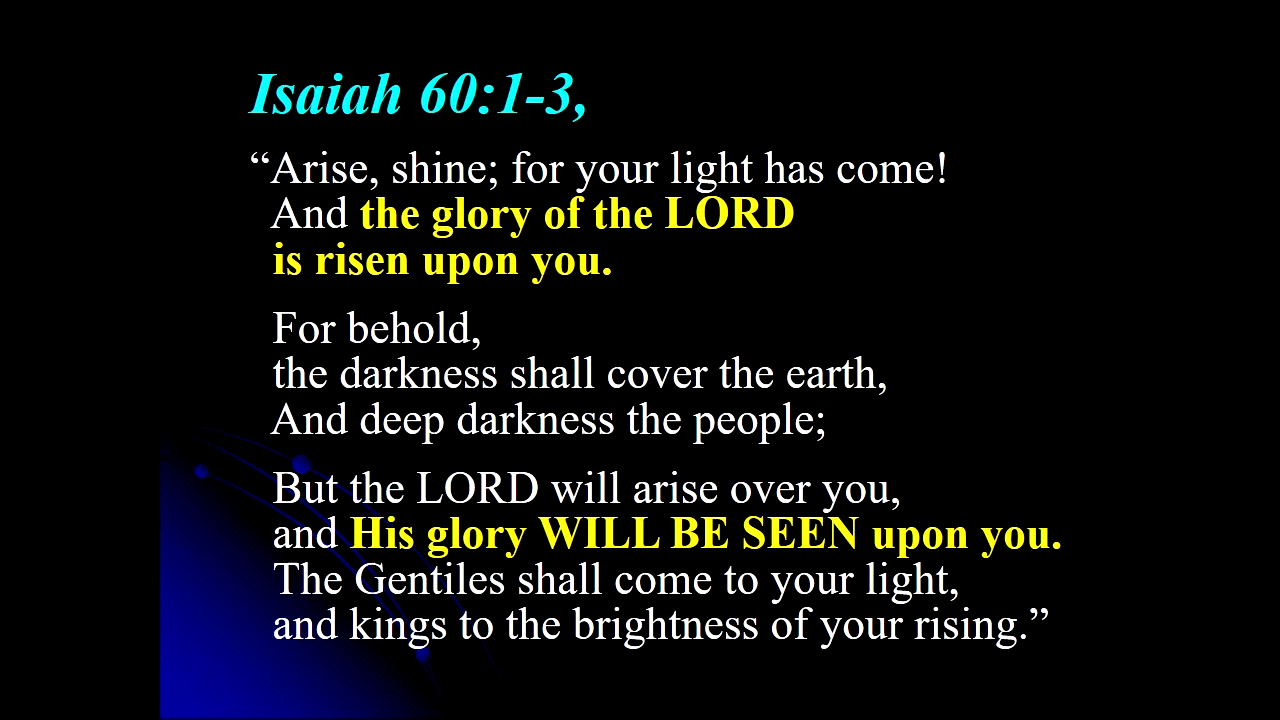 Isaiah 60:1-3,
“Arise, shine; for your light has come!
And the glory of the LORD
is risen upon you.
For behold,
the darkness shall cover the earth,
And deep darkness the people;
But the LORD will arise over you,
and His glory WILL BE SEEN upon you.
The Gentiles shall come to your light,
and kings to the brightness of your rising.”